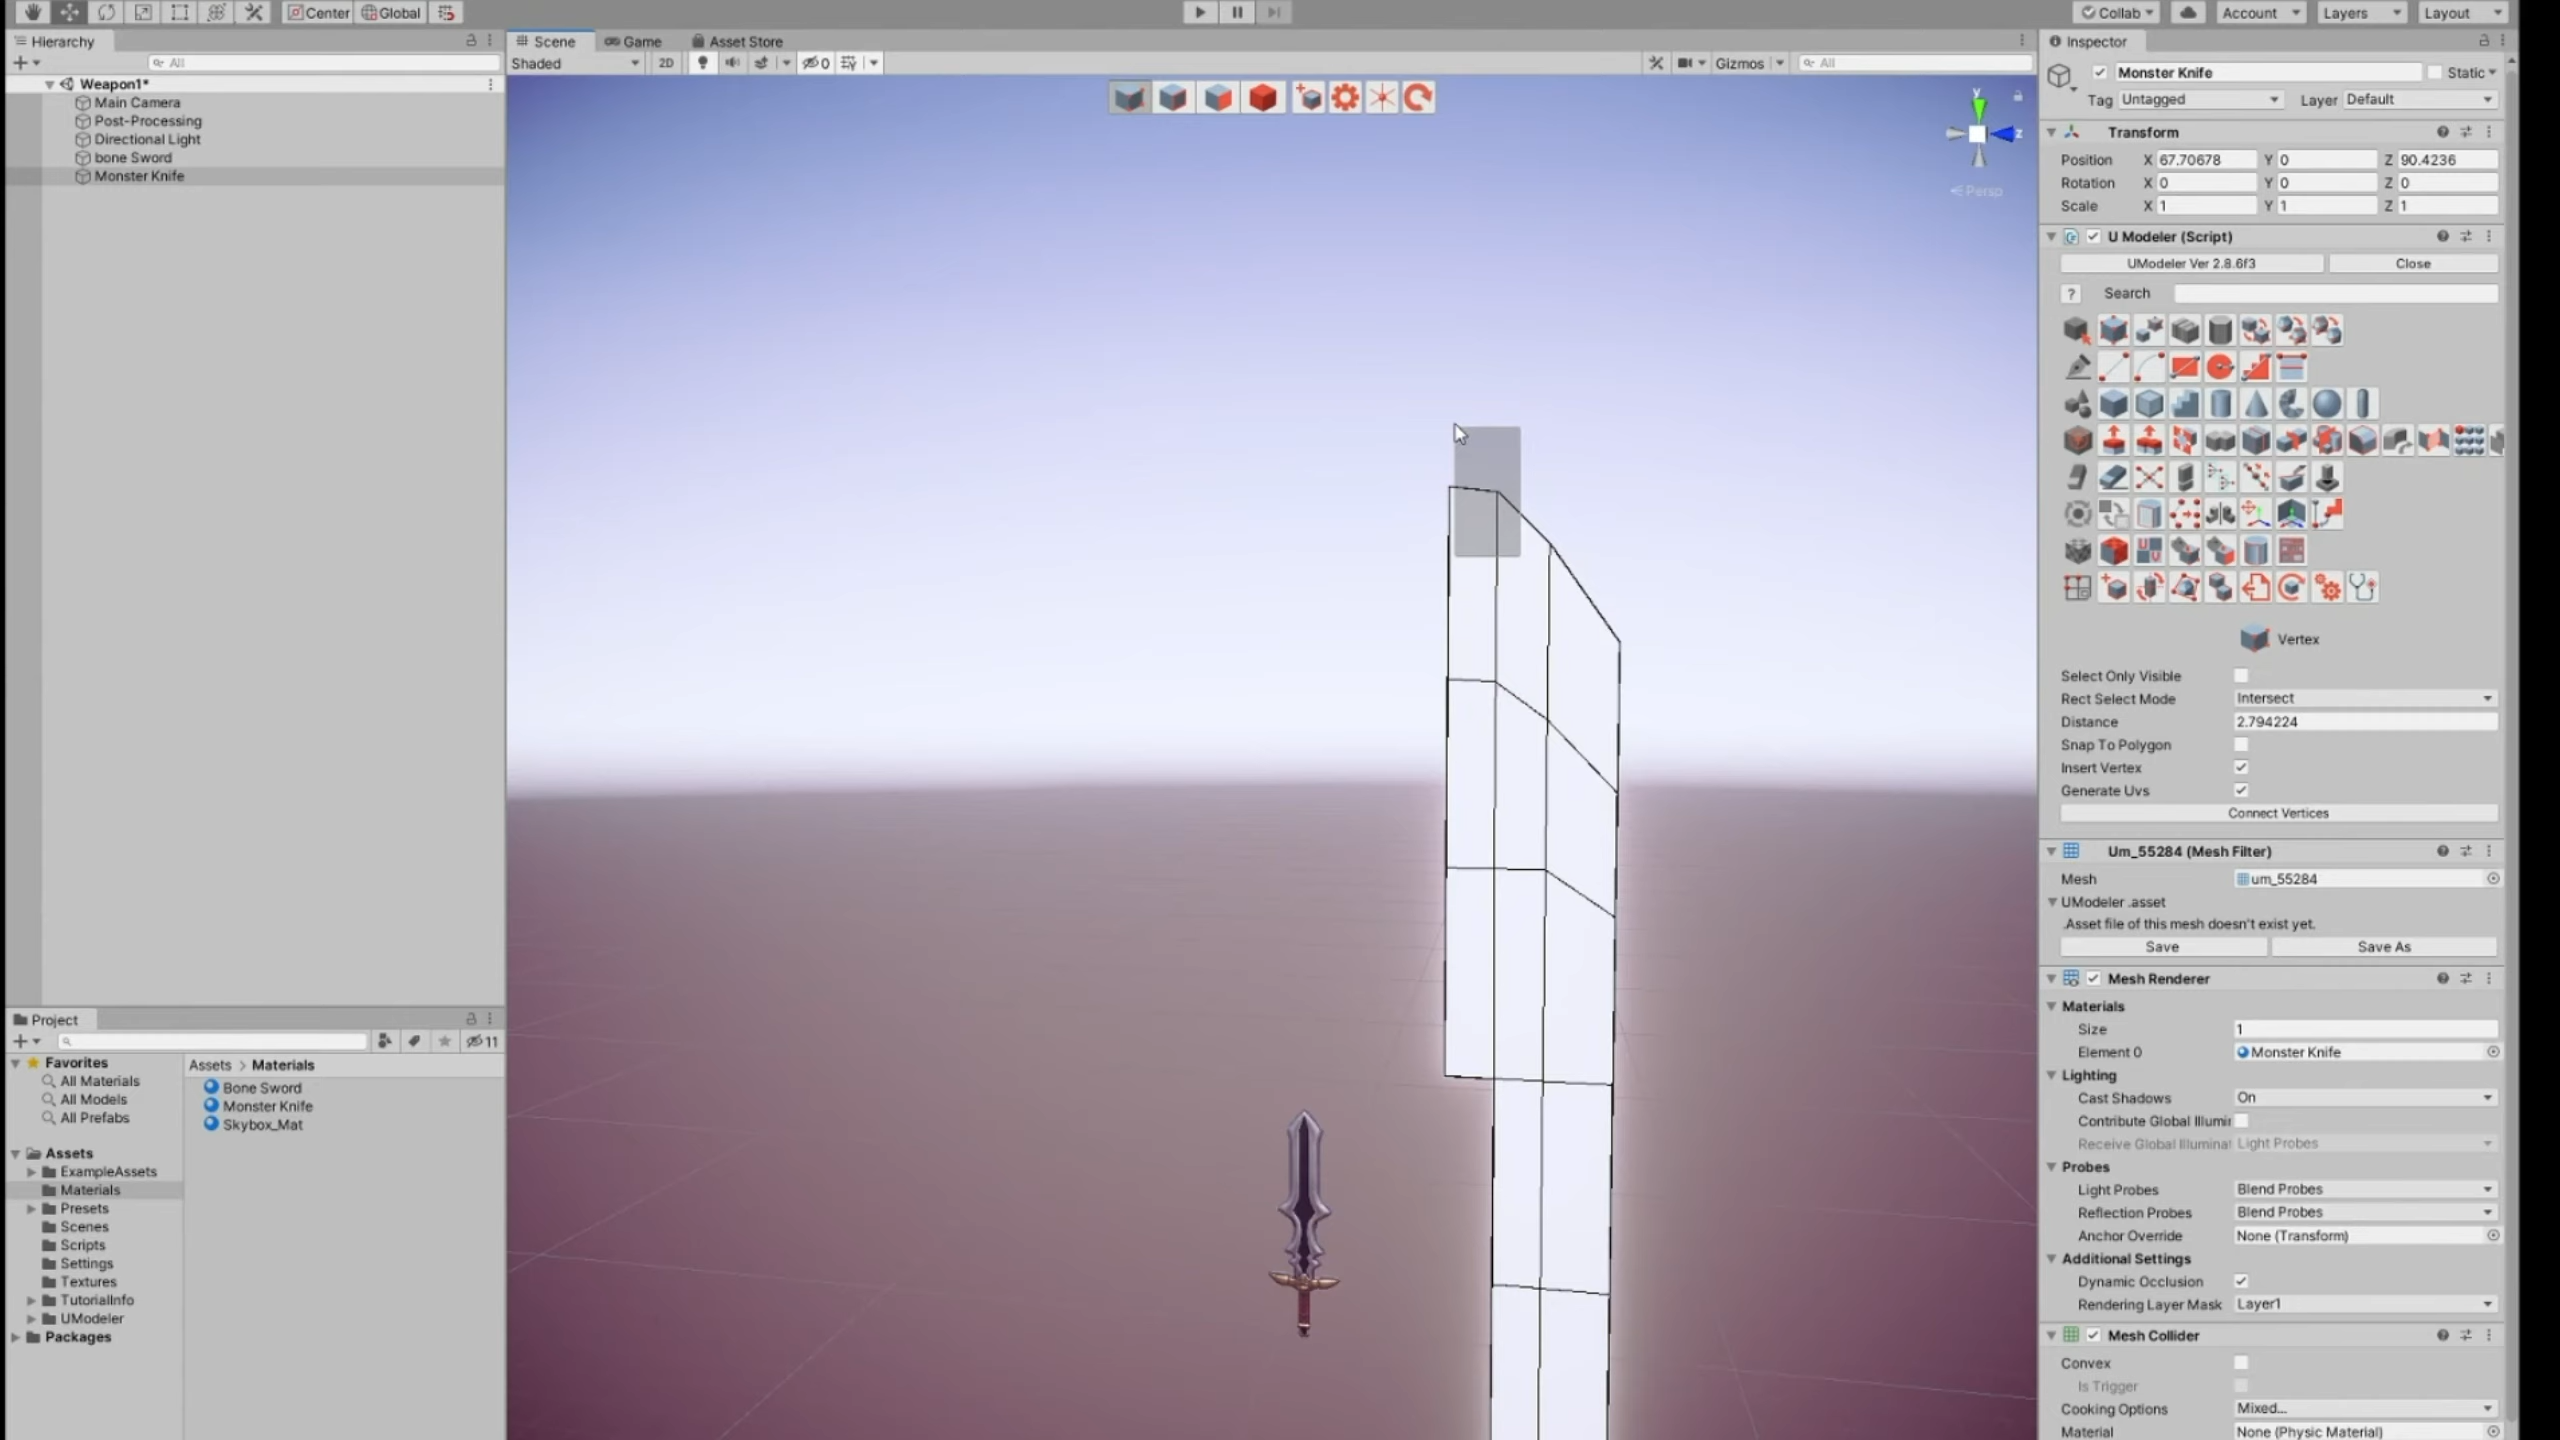 Center
Global
Collab
Account
Layers
Layout
Hierarchy
All
Weapon1*
Main Camera
Post-Processing
Directional Light
bone Sword
Monster Knife
Scene
Game
Asset Store
Shaded
2D
0
Gizmos
All
y
z
Persp
Project
11
Favorites
All Materials
All Models
All Prefabs
Assets
ExampleAssets
Materials
Presets
Scenes
Scripts
Settings
Textures
TutorialInfo
UModeler
Packages
Assets > Materials
Bone Sword
Monster Knife
Skybox_Mat
Inspector
Monster Knife
Static
Tag Untagged Layer Default
Transform
Position X 67.70678 Y 0 Z 90.4236
Rotation X 0 Y 0 Z 0
Scale X 1 Y 1 Z 1
U Modeler (Script)
UModeler Ver 2.8.6f3 Close
? Search
Vertex
Select Only Visible
Rect Select Mode Intersect
Distance 2.794224
Snap To Polygon
Insert Vertex
Generate Uvs
Connect Vertices
Um_55284 (Mesh Filter)
Mesh um_55284
UModeler .asset
.Asset file of this mesh doesn't exist yet.
Save Save As
Mesh Renderer
Materials
Size 1
Element 0 Monster Knife
Lighting
Cast Shadows On
Contribute Global Illumi
Receive Global Illuminat Light Probes
Probes
Light Probes Blend Probes
Reflection Probes Blend Probes
Anchor Override None (Transform)
Additional Settings
Dynamic Occlusion
Rendering Layer Mask Layer1
Mesh Collider
Convex
Is Trigger
Cooking Options Mixed...
Material None (Physic Material)